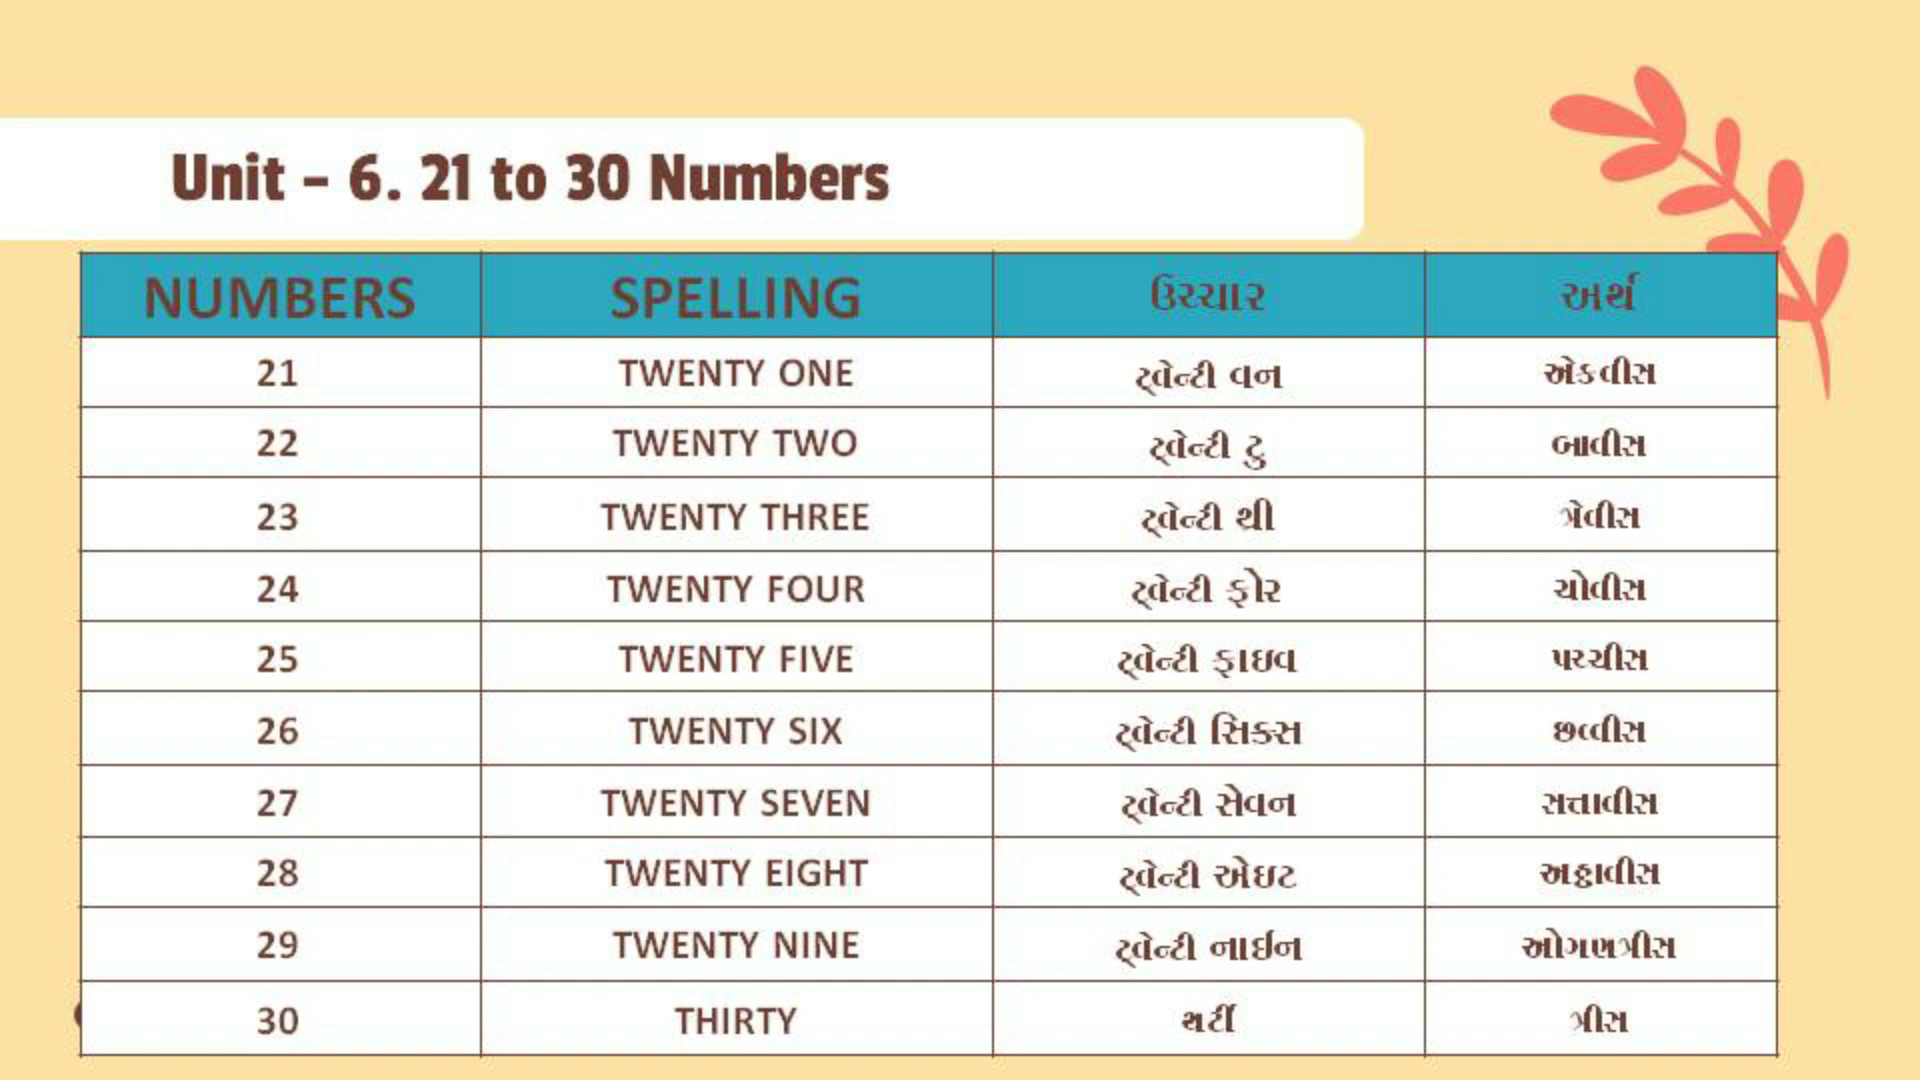 Unit – 6. 21 to 30 Numbers
NUMBERS SPELLING ઉચ્ચાર અર્થ
21 TWENTY ONE ટ્વેન્ટી વન એકવીસ
22 TWENTY TWO ટ્વેન્ટી ટુ બાવીસ
23 TWENTY THREE ટ્વેન્ટી થી ત્રેવીસ
24 TWENTY FOUR ટ્વેન્ટી ફોર ચોવીસ
25 TWENTY FIVE ટ્વેન્ટી ફાઇવ પચ્ચીસ
26 TWENTY SIX ટ્વેન્ટી સિક્સ છવ્વીસ
27 TWENTY SEVEN ટ્વેન્ટી સેવન સત્તાવીસ
28 TWENTY EIGHT ટ્વેન્ટી એઇટ અઠ્ઠાવીસ
29 TWENTY NINE ટ્વેન્ટી નાઈન ઓગણત્રીસ
30 THIRTY થર્ટી ત્રીસ